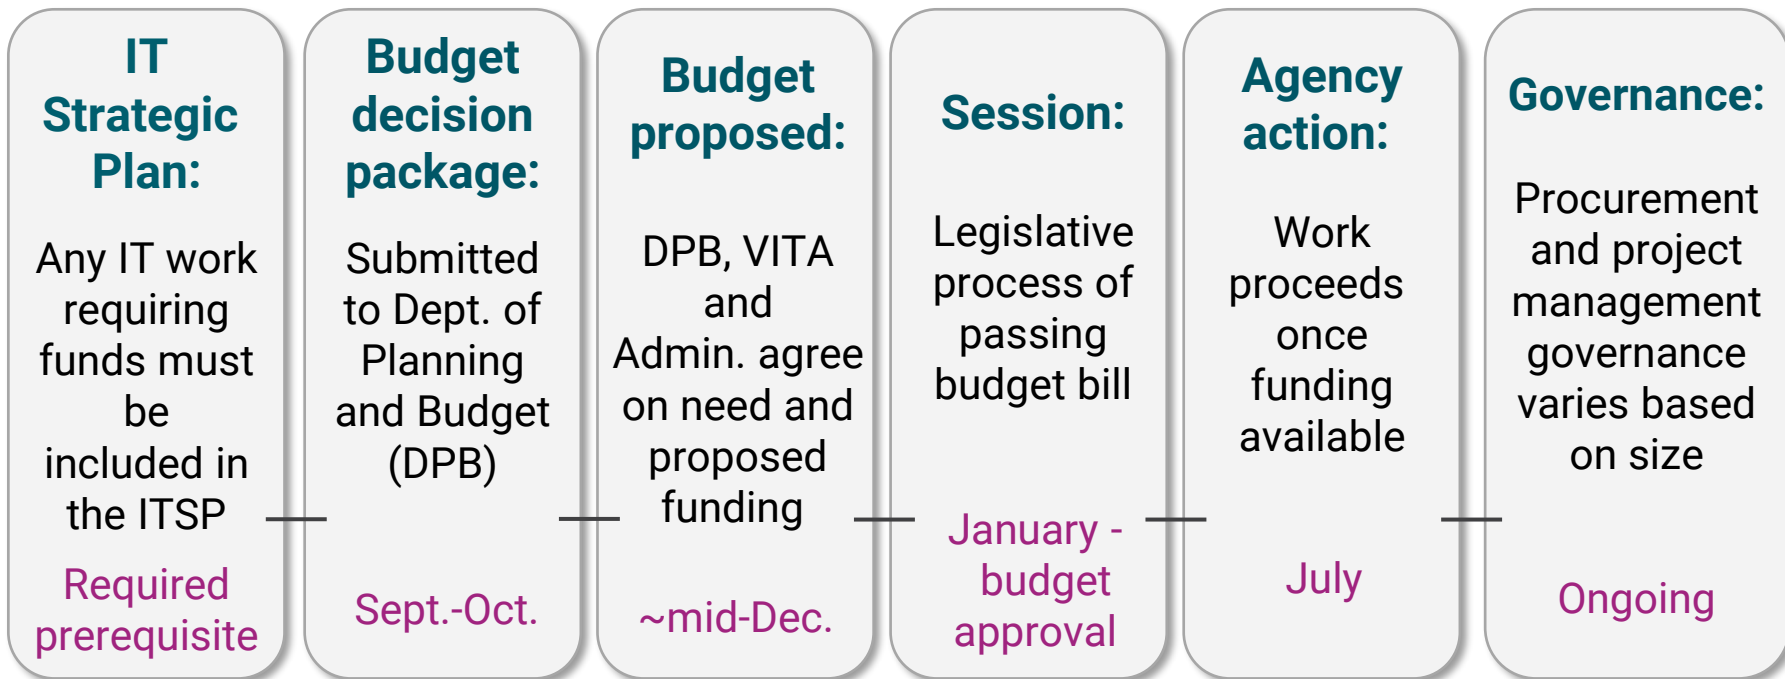 IT
Strategic
Plan:
Any IT work
requiring
funds must
be
included in
the ITSP
Required
prerequisite
Budget
decision
package:
Submitted
to Dept. of
Planning
and Budget
(DPB)
Sept.-Oct.
Budget
proposed:
DPB, VITA
and
Admin. agree
on need and
proposed
funding
~mid-Dec.
Session:
Legislative
process of
passing
budget bill
January -
budget
approval
Agency
action:
Work
proceeds
once
funding
available
July
Governance:
Procurement
and project
management
governance
varies based
on size
Ongoing